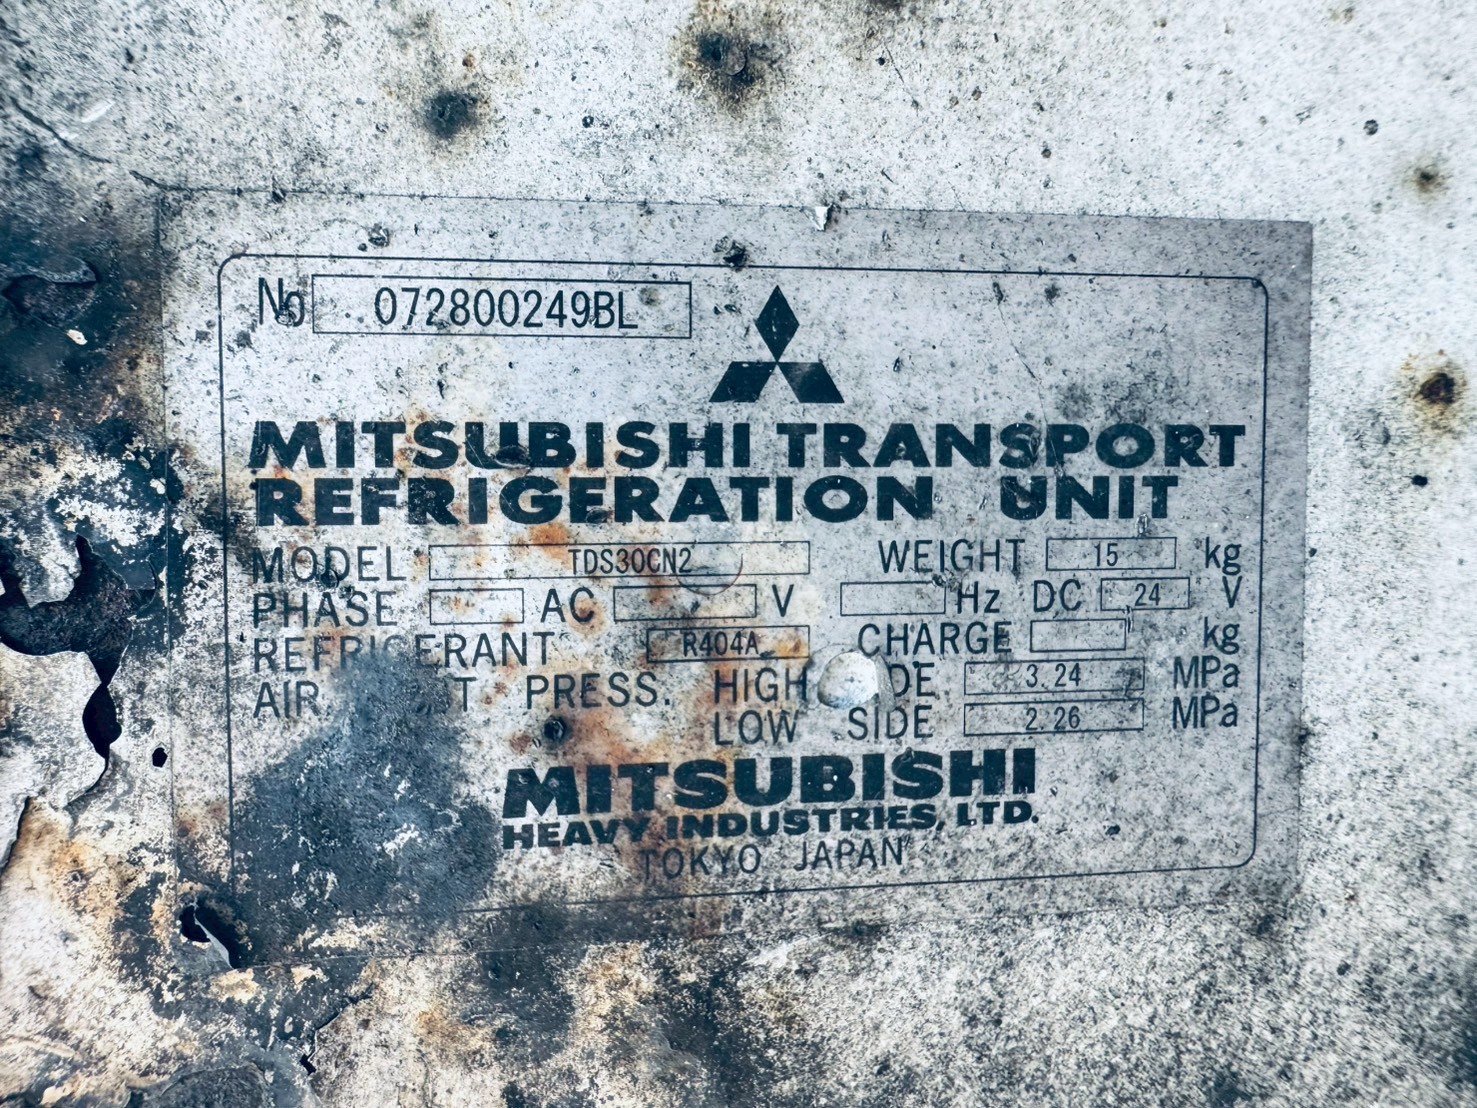 No 072800249BL
MITSUBISHI TRANSPORT
REFRIGERATION UNIT
MODEL TDS30CN2 WEIGHT 15 kg
PHASE AC V Hz DC 24 V
REFRIGERANT R404A CHARGE kg
AIR PRESS. HIGH SIDE 3.24 MPa
LOW SIDE 2.26 MPa
MITSUBISHI
HEAVY INDUSTRIES, LTD.
TOKYO JAPAN